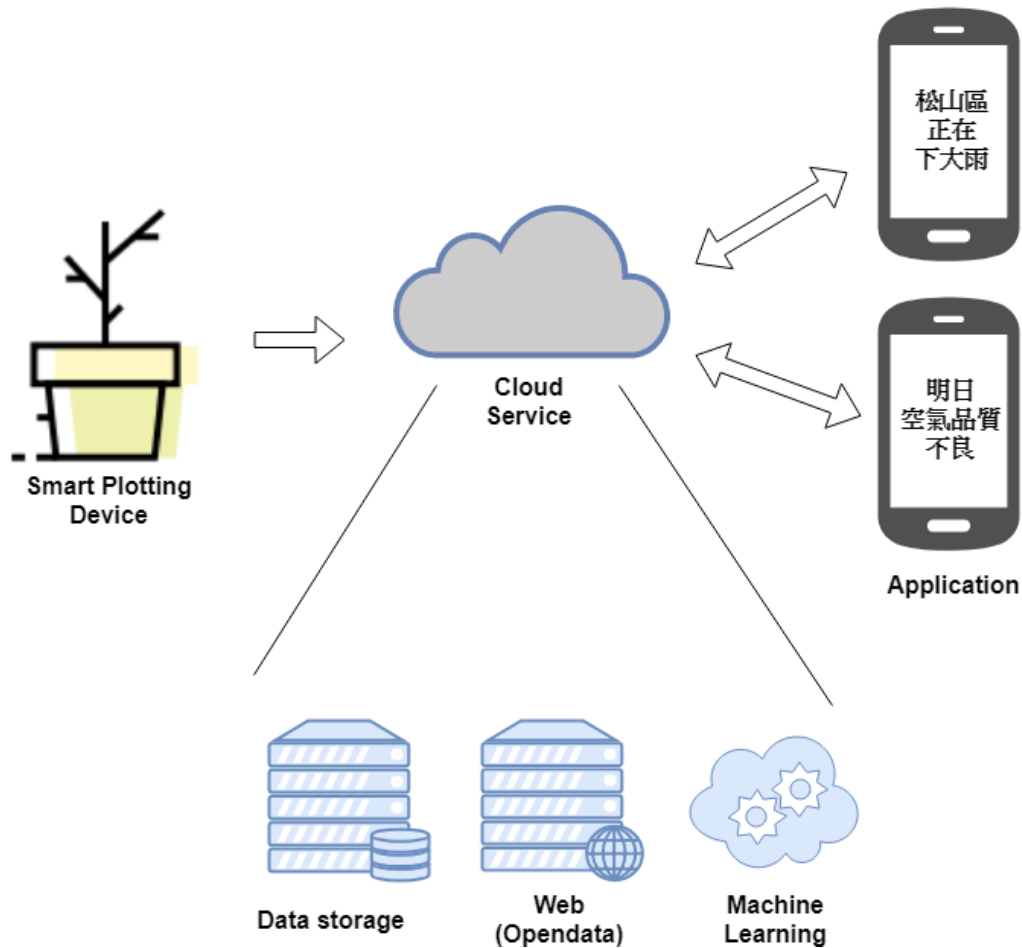 松山區
正在
下大雨
Cloud
Service
明日
空氣品質
不良
Smart Plotting
Device
Application
Data storage
Web
(Opendata)
Machine
Learning